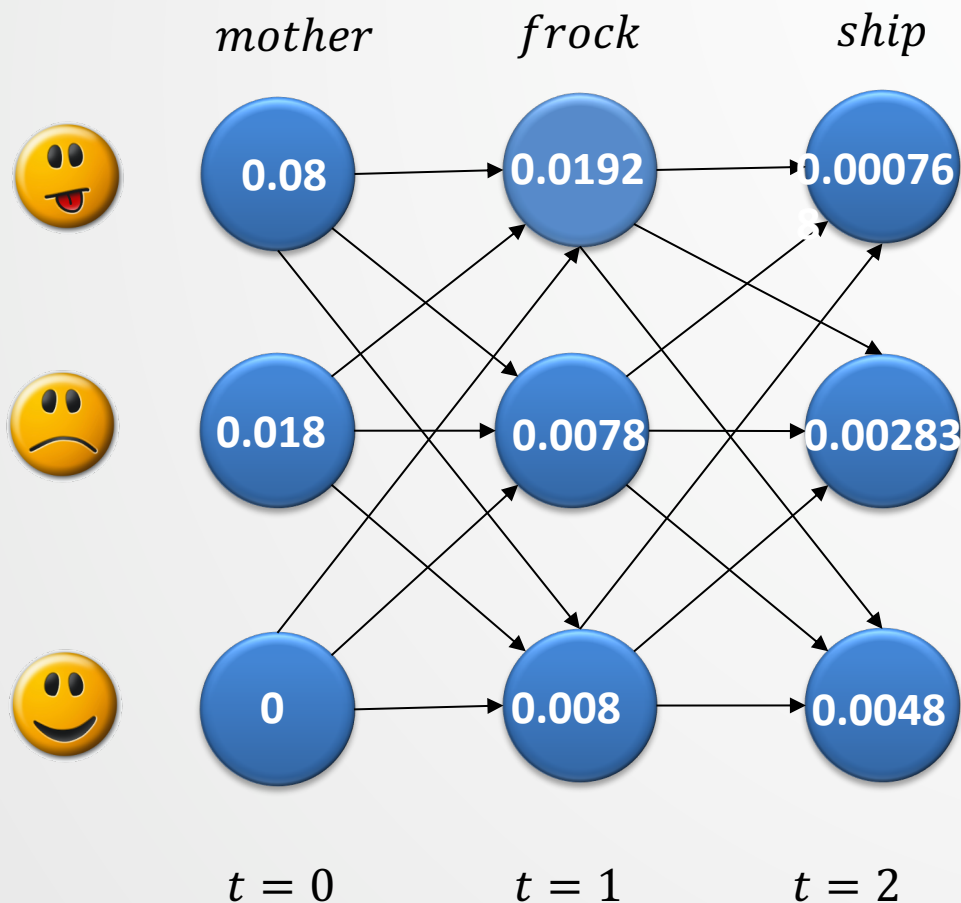 mother frock ship
0.08 0.0192 0.00076
8
0.018 0.0078 0.00283
0 0.008 0.0048
t = 0 t = 1 t = 2